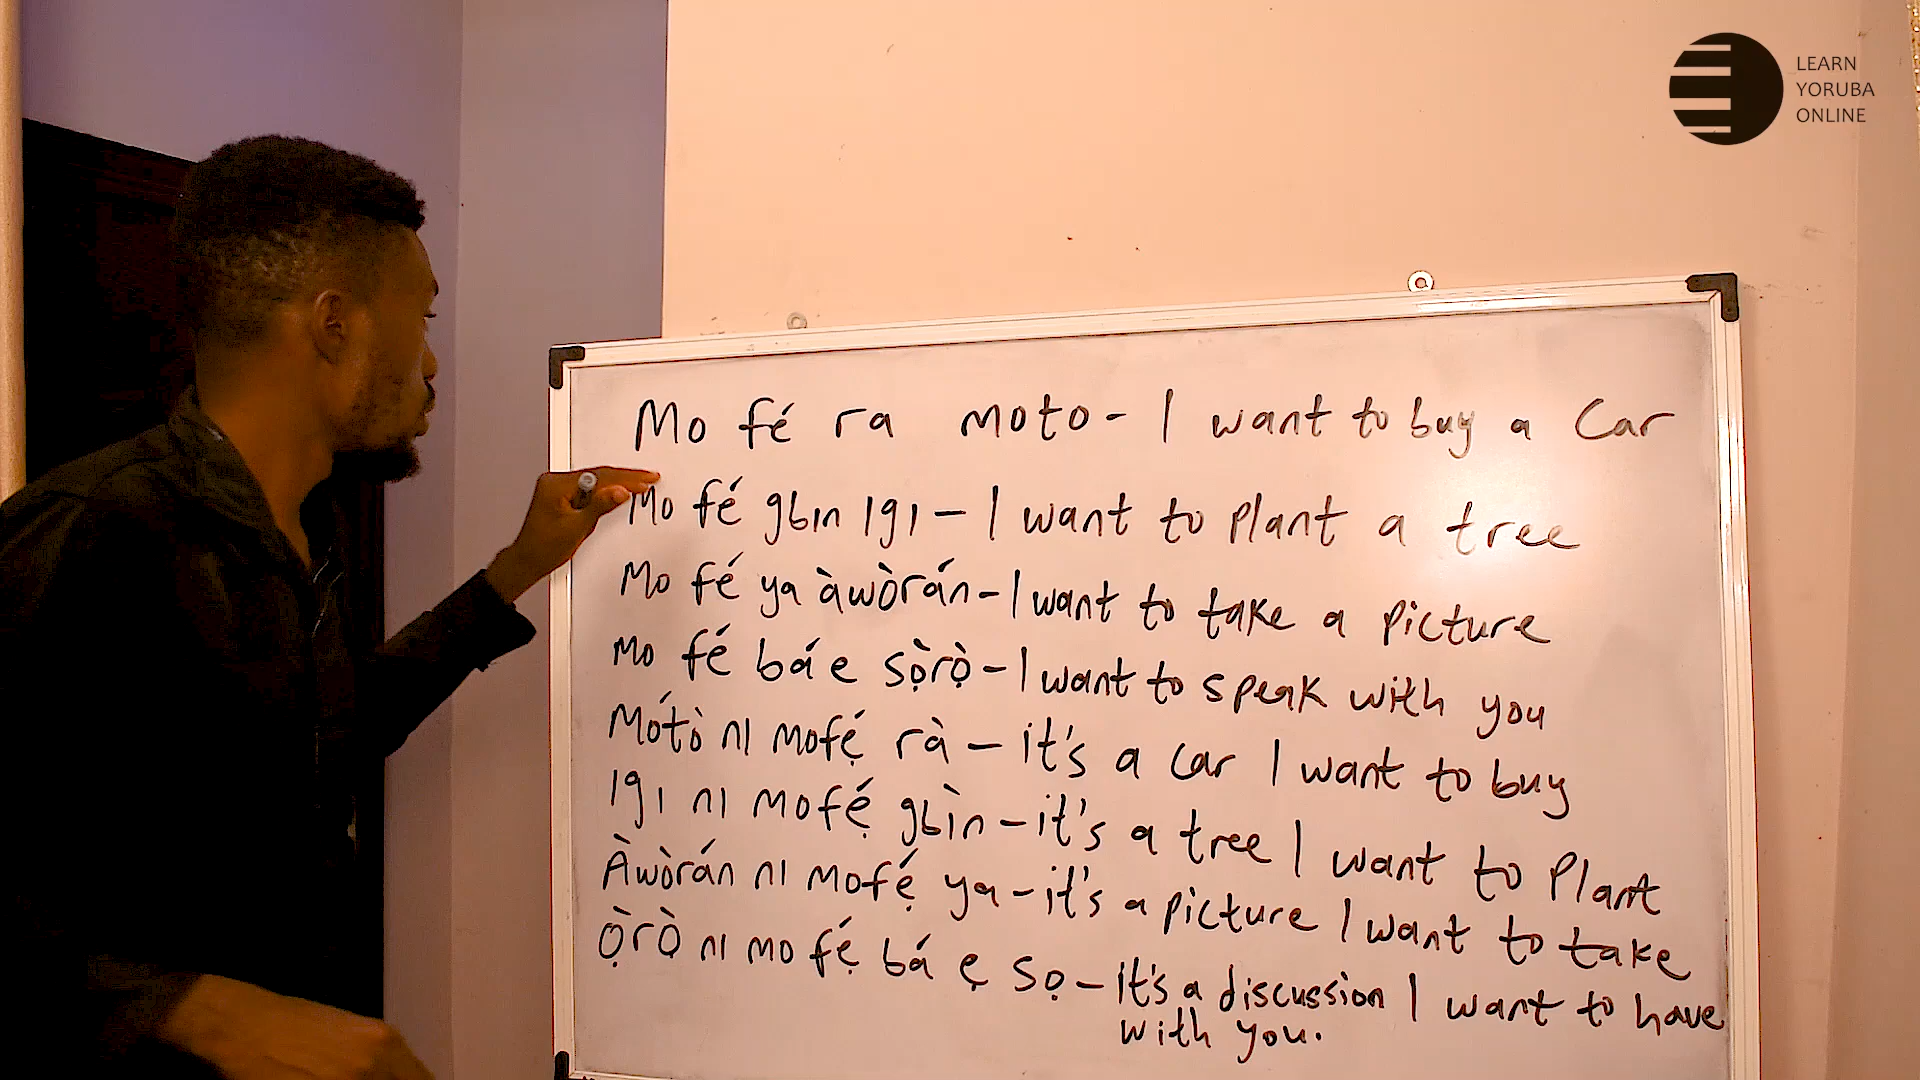 LEARN
YORUBA
ONLINE
Mo fé ra moto - I want to buy a Car
Mo fé gbin Igi - I want to plant a tree
Mo fé ya àwòrán - I want to take a picture
Mo fé bá e sọ̀rọ̀ - I want to speak with you
Mótò ni mofẹ́ rà - it's a car I want to buy
Igi ni mofẹ́ gbìn - it's a tree I want to Plant
Àwòrán ni mofẹ́ ya - it's a picture I want to take
Ọ̀rÒ ni mo fẹ́ bá ẹ sọ - It's a discussion I want to have
with you.